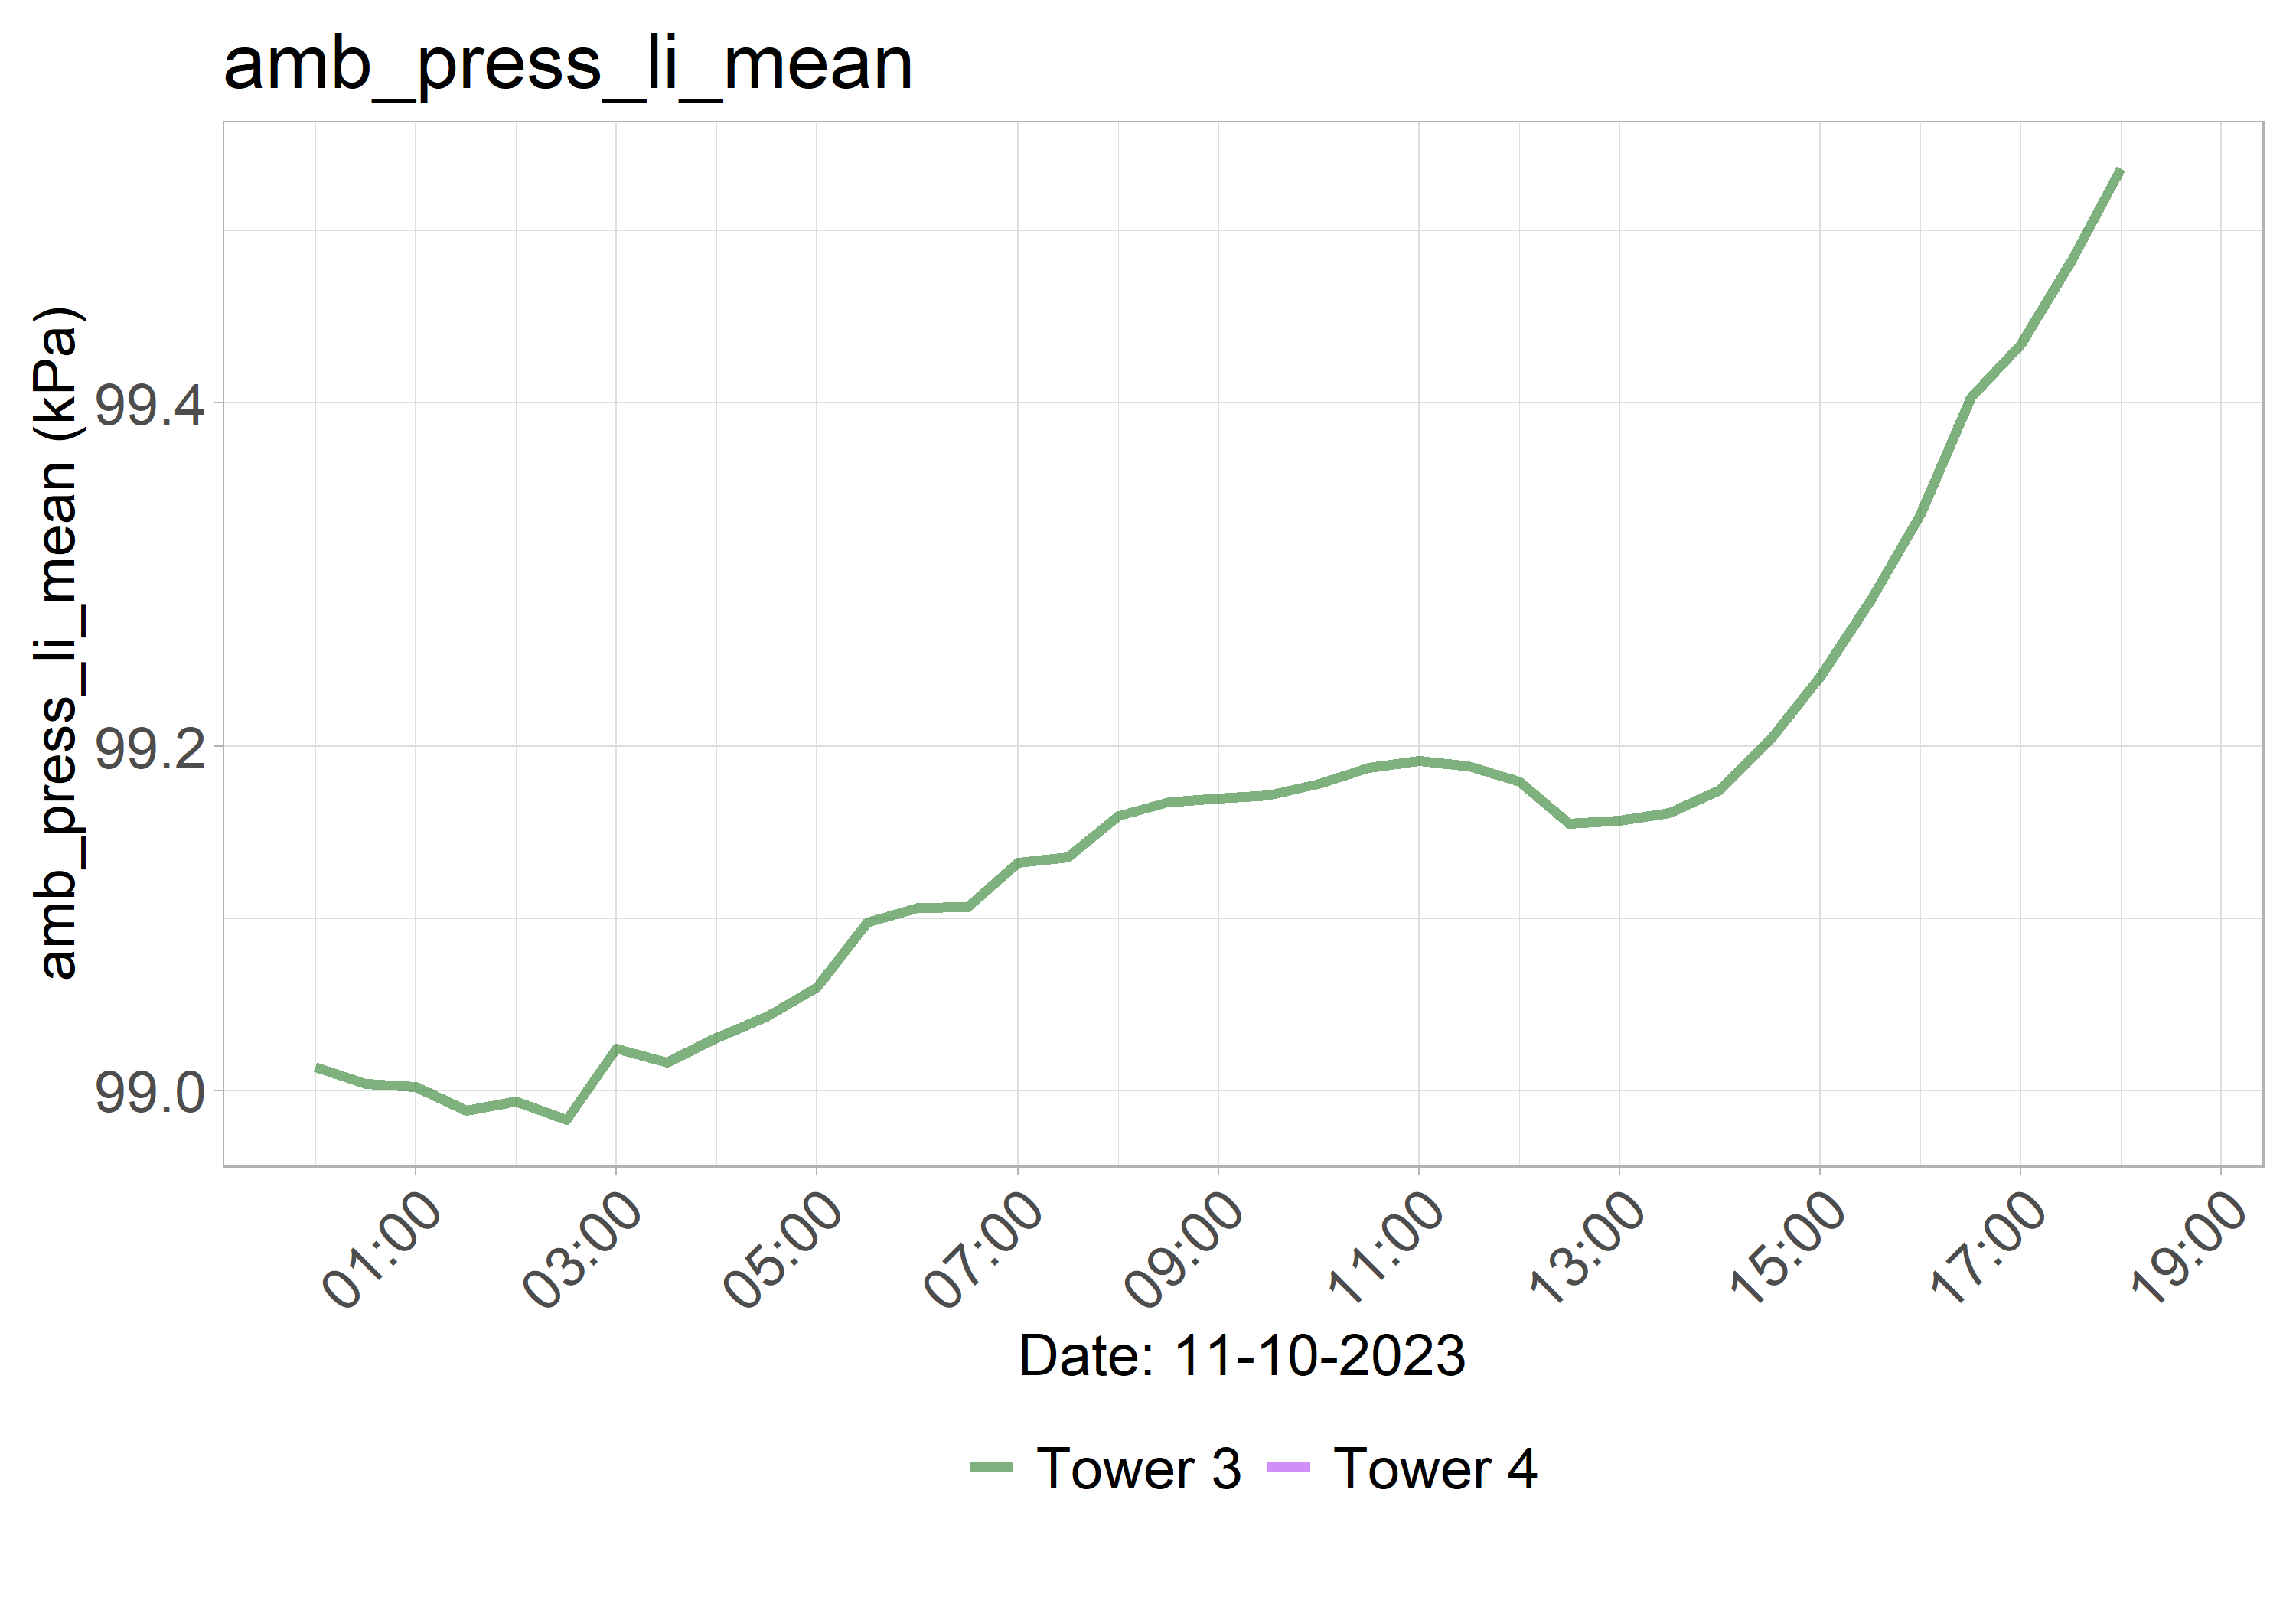 amb_press_li_mean
amb_press_li_mean (kPa)
99.4
99.2
99.0
01:00 03:00 05:00 07:00 09:00 11:00 13:00 15:00 17:00 19:00
Date: 11-10-2023
Tower 3 Tower 4